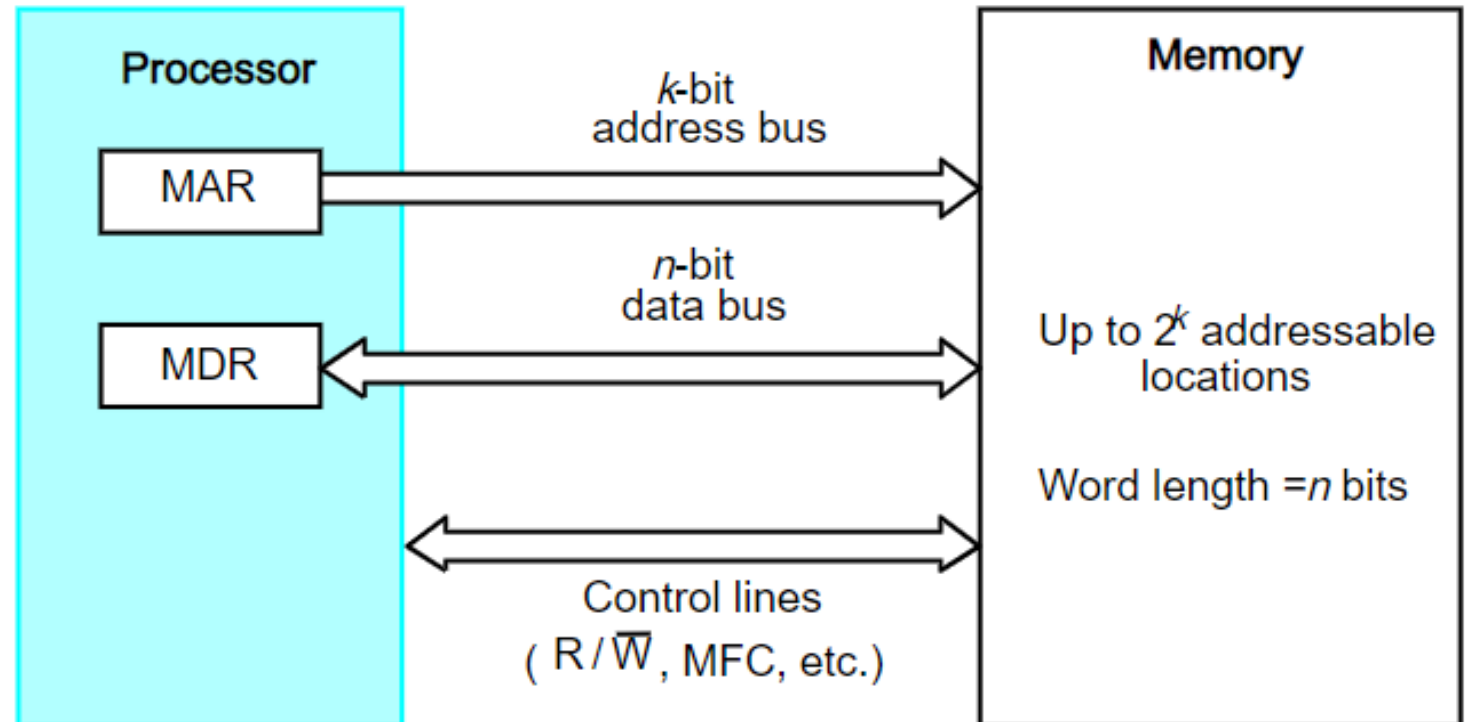 Processor
MAR
MDR
k-bit
address bus
n-bit
data bus
Control lines
( R / W̅ , MFC, etc.)
Memory
Up to 2ᵏ addressable
locations
Word length =n bits